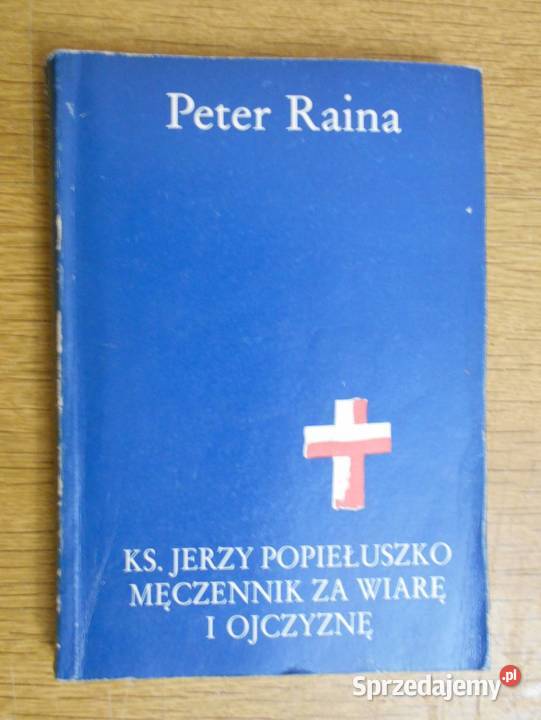 Peter Raina
KS. JERZY POPIEŁUSZKO
MĘCZENNIK ZA WIARĘ
I OJCZYZNĘ
Sprzedajemy.pl